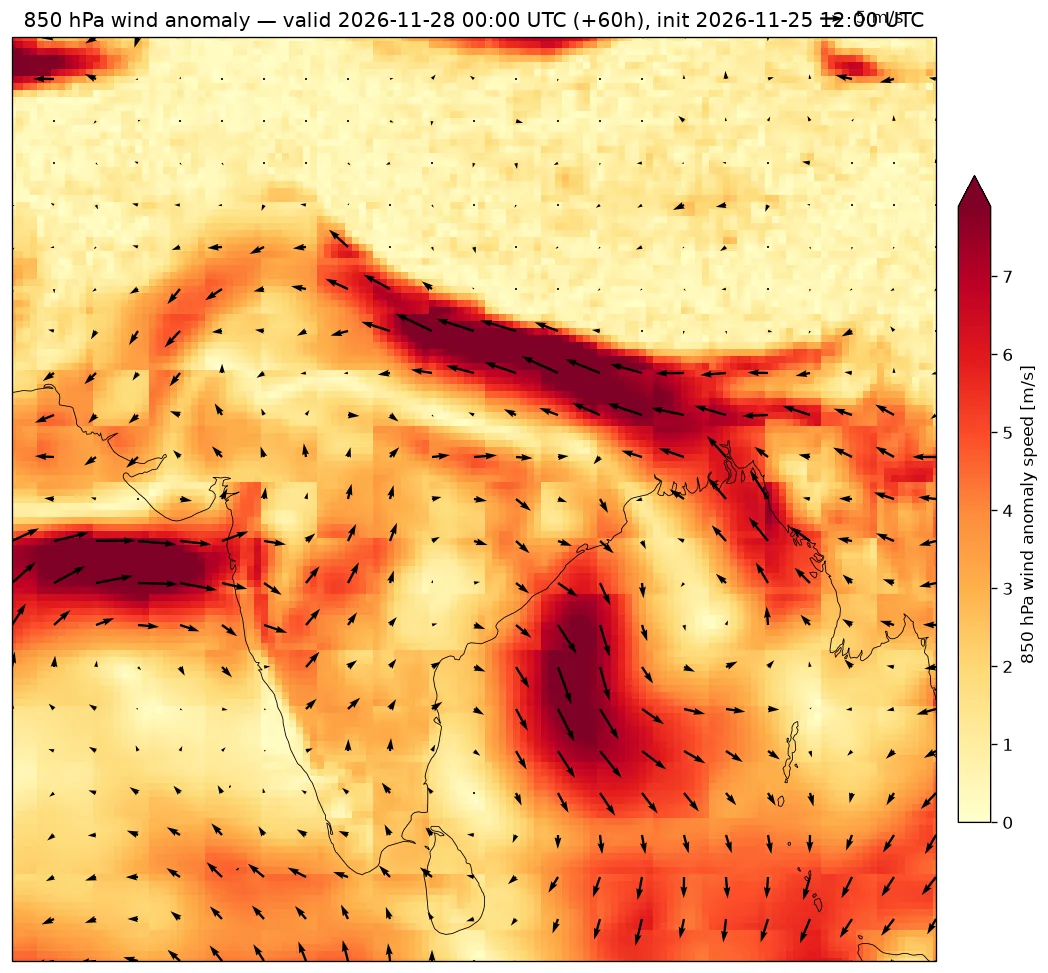 850 hPa wind anomaly — valid 2026-11-28 00:00 UTC (+60h), init 2026-11-25 12:00 UTC
5 m/s
7
6
5
4
3
2
1
0
850 hPa wind anomaly speed [m/s]